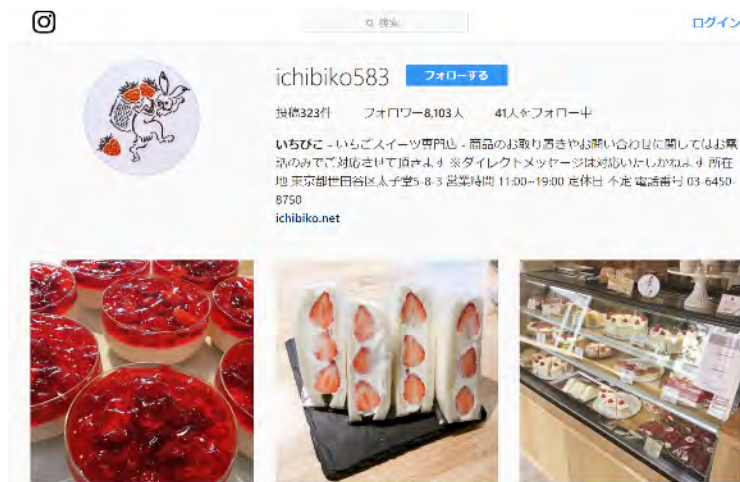 検索
ログイン
ichibiko583
フォローする
投稿323件 フォロワー8,103人 41人をフォロー中
いちびこ - いちごスイーツ専門店 - 商品のお取り置きやお問い合わせに関してはお電
話のみでご対応させて頂きます ※ダイレクトメッセージは対応いたしかねます 所在
地 東京都世田谷区太子堂5-8-3 営業時間 11:00~19:00 定休日 不定 電話番号 03-6450-
8750
ichibiko.net